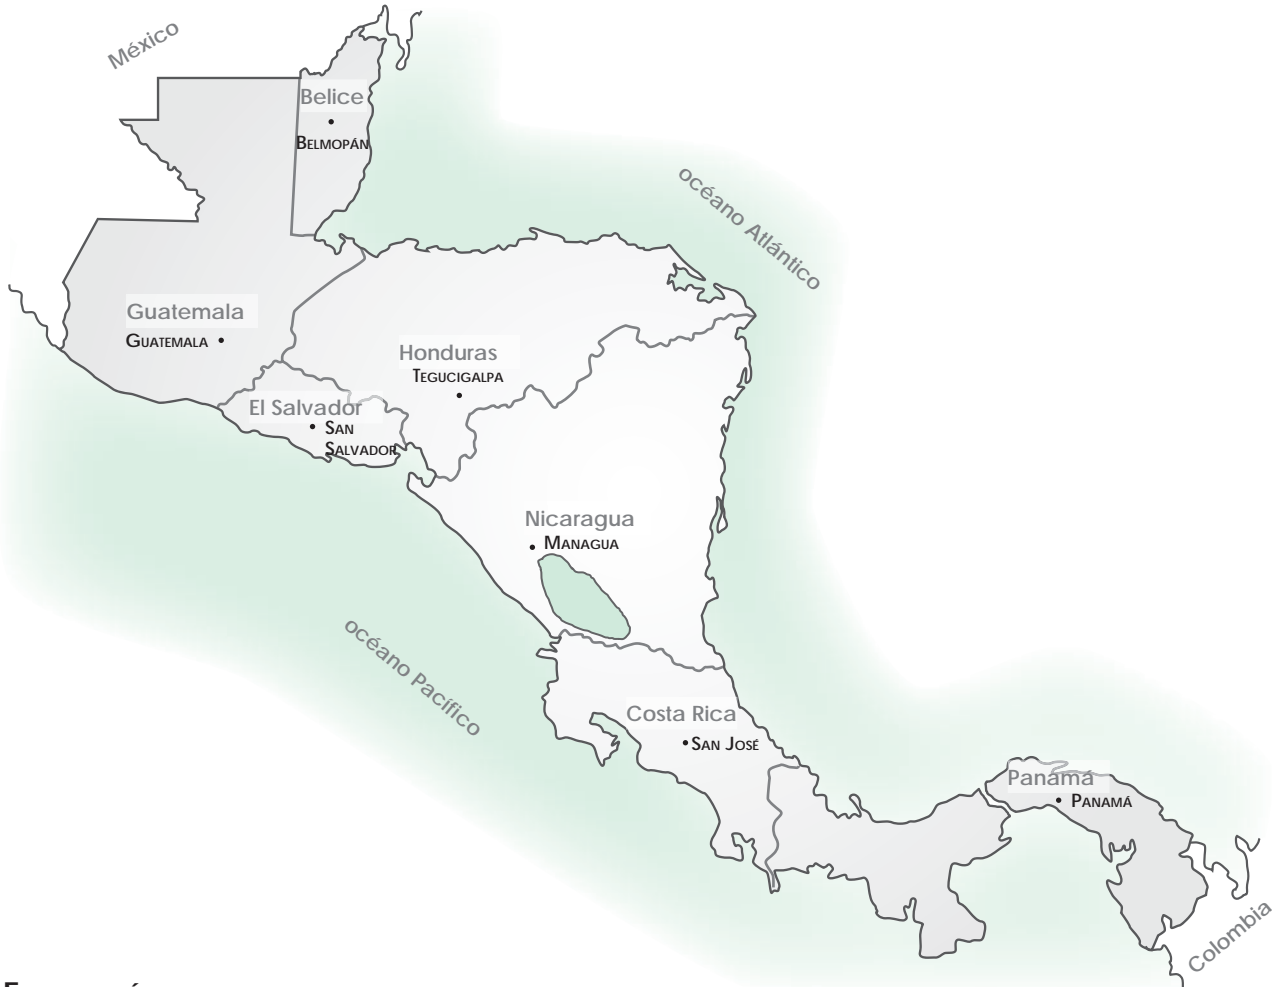 México
Belice
BELMOPÁN
océano Atlántico
Guatemala
GUATEMALA
Honduras
TEGUCIGALPA
El Salvador
SAN
SALVADOR
Nicaragua
MANAGUA
océano Pacífico
Costa Rica
SAN JOSÉ
Panamá
PANAMÁ
Colombia